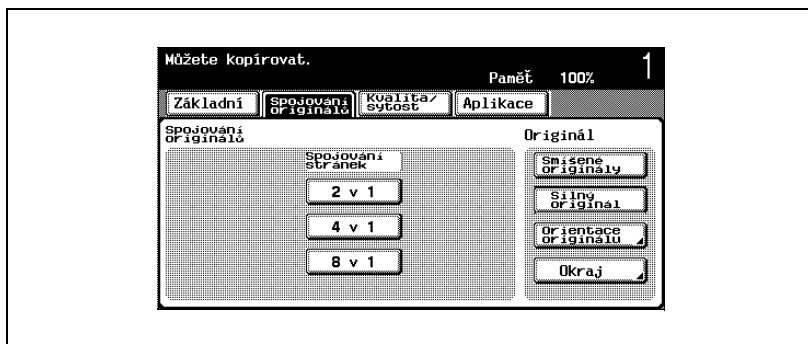 Můžete kopírovat.
Paměť 100% 1
Základní Spojování originálů Kvalita/sytost Aplikace
Spojování
originálů
Spojování
stránek
2 v 1
4 v 1
8 v 1
Originál
Smíšené
originály
Silný
originál
Orientace
originálu
Okraj